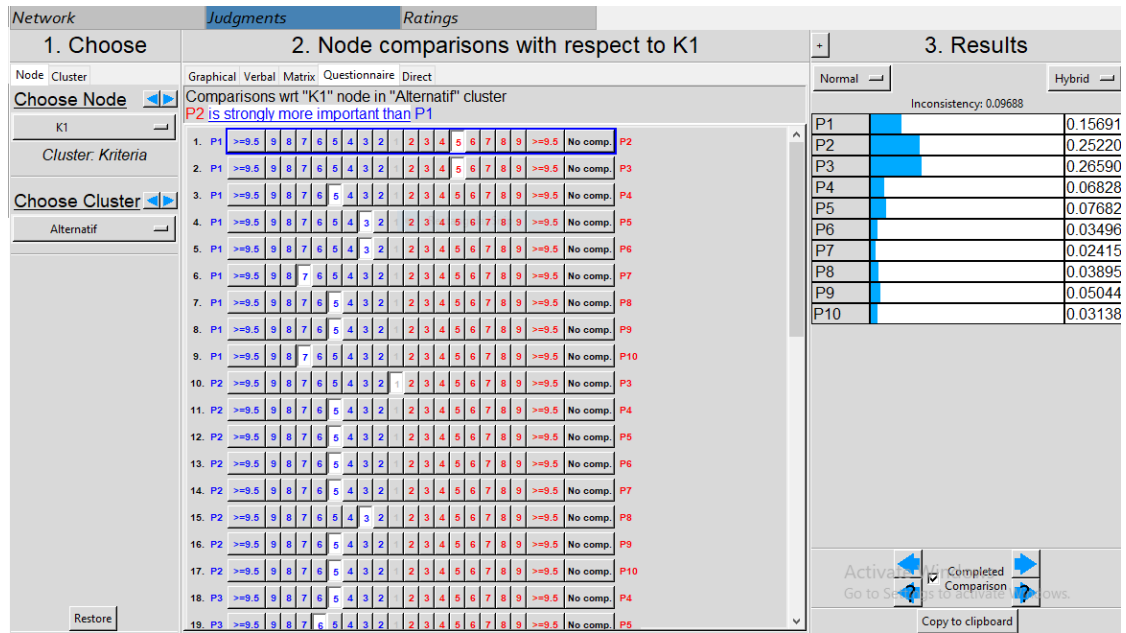 Network Judgments Ratings
1. Choose
Node Cluster
Choose Node
K1
Cluster: Kriteria
Choose Cluster
Alternatif
Restore
2. Node comparisons with respect to K1
Graphical Verbal Matrix Questionnaire Direct
Comparisons wrt "K1" node in "Alternatif" cluster
P2 is strongly more important than P1
1. P1 >=9.5 9 8 7 6 5 4 3 2 1 2 3 4 5 6 7 8 9 >=9.5 No comp. P2
2. P1 >=9.5 9 8 7 6 5 4 3 2 1 2 3 4 5 6 7 8 9 >=9.5 No comp. P3
3. P1 >=9.5 9 8 7 6 5 4 3 2 1 2 3 4 5 6 7 8 9 >=9.5 No comp. P4
4. P1 >=9.5 9 8 7 6 5 4 3 2 1 2 3 4 5 6 7 8 9 >=9.5 No comp. P5
5. P1 >=9.5 9 8 7 6 5 4 3 2 1 2 3 4 5 6 7 8 9 >=9.5 No comp. P6
6. P1 >=9.5 9 8 7 6 5 4 3 2 1 2 3 4 5 6 7 8 9 >=9.5 No comp. P7
7. P1 >=9.5 9 8 7 6 5 4 3 2 1 2 3 4 5 6 7 8 9 >=9.5 No comp. P8
8. P1 >=9.5 9 8 7 6 5 4 3 2 1 2 3 4 5 6 7 8 9 >=9.5 No comp. P9
9. P1 >=9.5 9 8 7 6 5 4 3 2 1 2 3 4 5 6 7 8 9 >=9.5 No comp. P10
10. P2 >=9.5 9 8 7 6 5 4 3 2 1 2 3 4 5 6 7 8 9 >=9.5 No comp. P3
11. P2 >=9.5 9 8 7 6 5 4 3 2 1 2 3 4 5 6 7 8 9 >=9.5 No comp. P4
12. P2 >=9.5 9 8 7 6 5 4 3 2 1 2 3 4 5 6 7 8 9 >=9.5 No comp. P5
13. P2 >=9.5 9 8 7 6 5 4 3 2 1 2 3 4 5 6 7 8 9 >=9.5 No comp. P6
14. P2 >=9.5 9 8 7 6 5 4 3 2 1 2 3 4 5 6 7 8 9 >=9.5 No comp. P7
15. P2 >=9.5 9 8 7 6 5 4 3 2 1 2 3 4 5 6 7 8 9 >=9.5 No comp. P8
16. P2 >=9.5 9 8 7 6 5 4 3 2 1 2 3 4 5 6 7 8 9 >=9.5 No comp. P9
17. P2 >=9.5 9 8 7 6 5 4 3 2 1 2 3 4 5 6 7 8 9 >=9.5 No comp. P10
18. P3 >=9.5 9 8 7 6 5 4 3 2 1 2 3 4 5 6 7 8 9 >=9.5 No comp. P4
19. P3 >=9.5 9 8 7 6 5 4 3 2 1 2 3 4 5 6 7 8 9 >=9.5 No comp. P5
+ 3. Results
Normal Hybrid
Inconsistency: 0.09688
P1 0.15691
P2 0.25220
P3 0.26590
P4 0.06828
P5 0.07682
P6 0.03496
P7 0.02415
P8 0.03895
P9 0.05044
P10 0.03138
Completed
Comparison
? ?
Activate Windows
Go to Settings to activate Windows.
Copy to clipboard